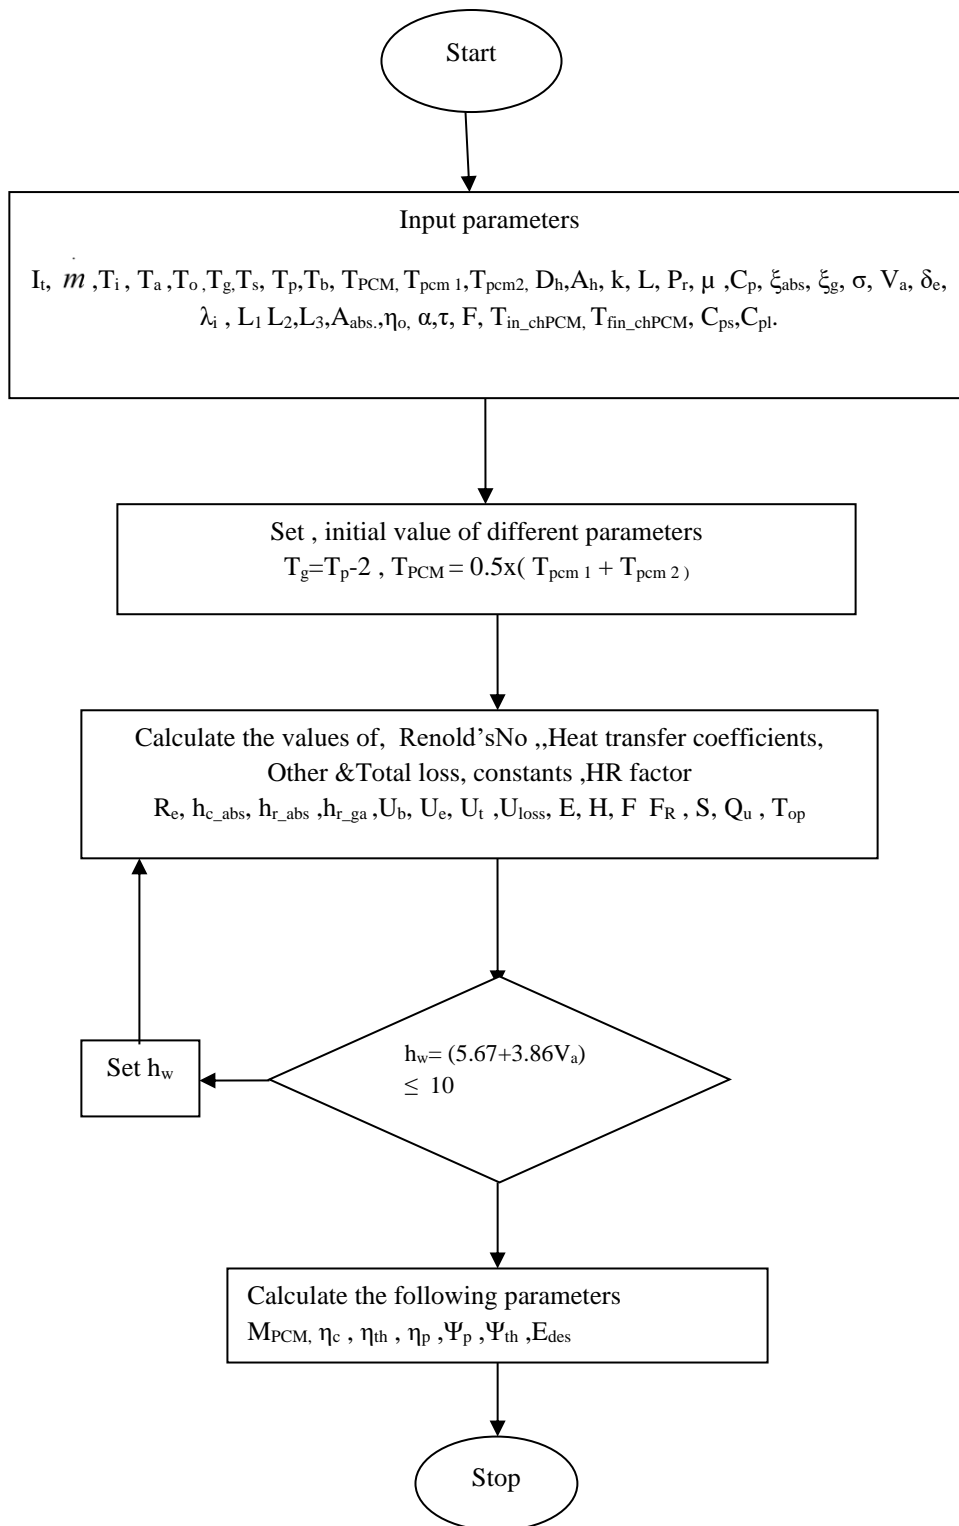 Start
Input parameters
It, ṁ ,Ti , Ta ,To ,Tg,Ts, Tp,Tb, TPCM, Tpcm 1,Tpcm2, Dh,Ah, k, L, Pr, μ ,Cp, ξabs, ξg, σ, Va, δe,
λi , L1 L2,L3,Aabs.,ηo, α,τ, F, Tin_chPCM, Tfin_chPCM, Cps,Cpl.
Set , initial value of different parameters
Tg=Tp-2 , TPCM = 0.5x( Tpcm 1 + Tpcm 2 )
Calculate the values of, Renold'sNo ,,Heat transfer coefficients,
Other &Total loss, constants ,HR factor
Re, hc_abs, hr_abs ,hr_ga ,Ub, Ue, Ut ,Uloss, E, H, F FR , S, Qu , Top
hw= (5.67+3.86Va)
≤ 10
Set hw
Calculate the following parameters
MPCM, ηc , ηth , ηp ,Ψp ,Ψth ,Edes
Stop